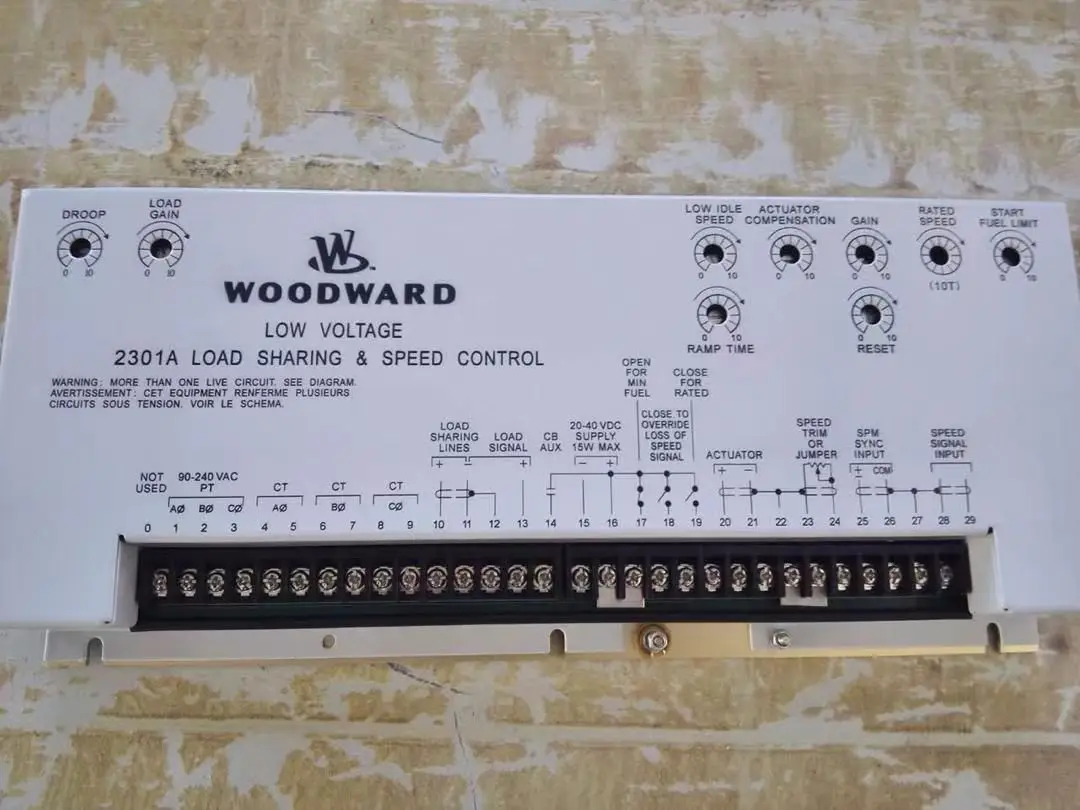 DROOP
0 10
LOAD
GAIN
0 10
W
WOODWARD
LOW VOLTAGE
2301A LOAD SHARING & SPEED CONTROL
WARNING: MORE THAN ONE LIVE CIRCUIT. SEE DIAGRAM.
AVERTISSEMENT: CET EQUIPMENT RENFERME PLUSIEURS
CIRCUITS SOUS TENSION. VOIR LE SCHEMA.
LOW IDLE
SPEED
0 10
ACTUATOR
COMPENSATION
0 10
GAIN
0 10
RATED
SPEED
(10T)
START
FUEL LIMIT
0 10
0 10
RAMP TIME
0 10
RESET
NOT
USED
90-240 VAC
PT
AØ BØ CØ
CT
AØ
CT
BØ
CT
CØ
LOAD
SHARING
LINES
+ −
LOAD
SIGNAL
+
CB
AUX
20-40 VDC
SUPPLY
15W MAX
− +
OPEN
FOR
MIN
FUEL
CLOSE TO
OVERRIDE
LOSS OF
SPEED
SIGNAL
CLOSE
FOR
RATED
ACTUATOR
+ −
SPEED
TRIM
OR
JUMPER
SPM
SYNC
INPUT
± COM
SPEED
SIGNAL
INPUT
0 1 2 3 4 5 6 7 8 9 10 11 12 13 14 15 16 17 18 19 20 21 22 23 24 25 26 27 28 29